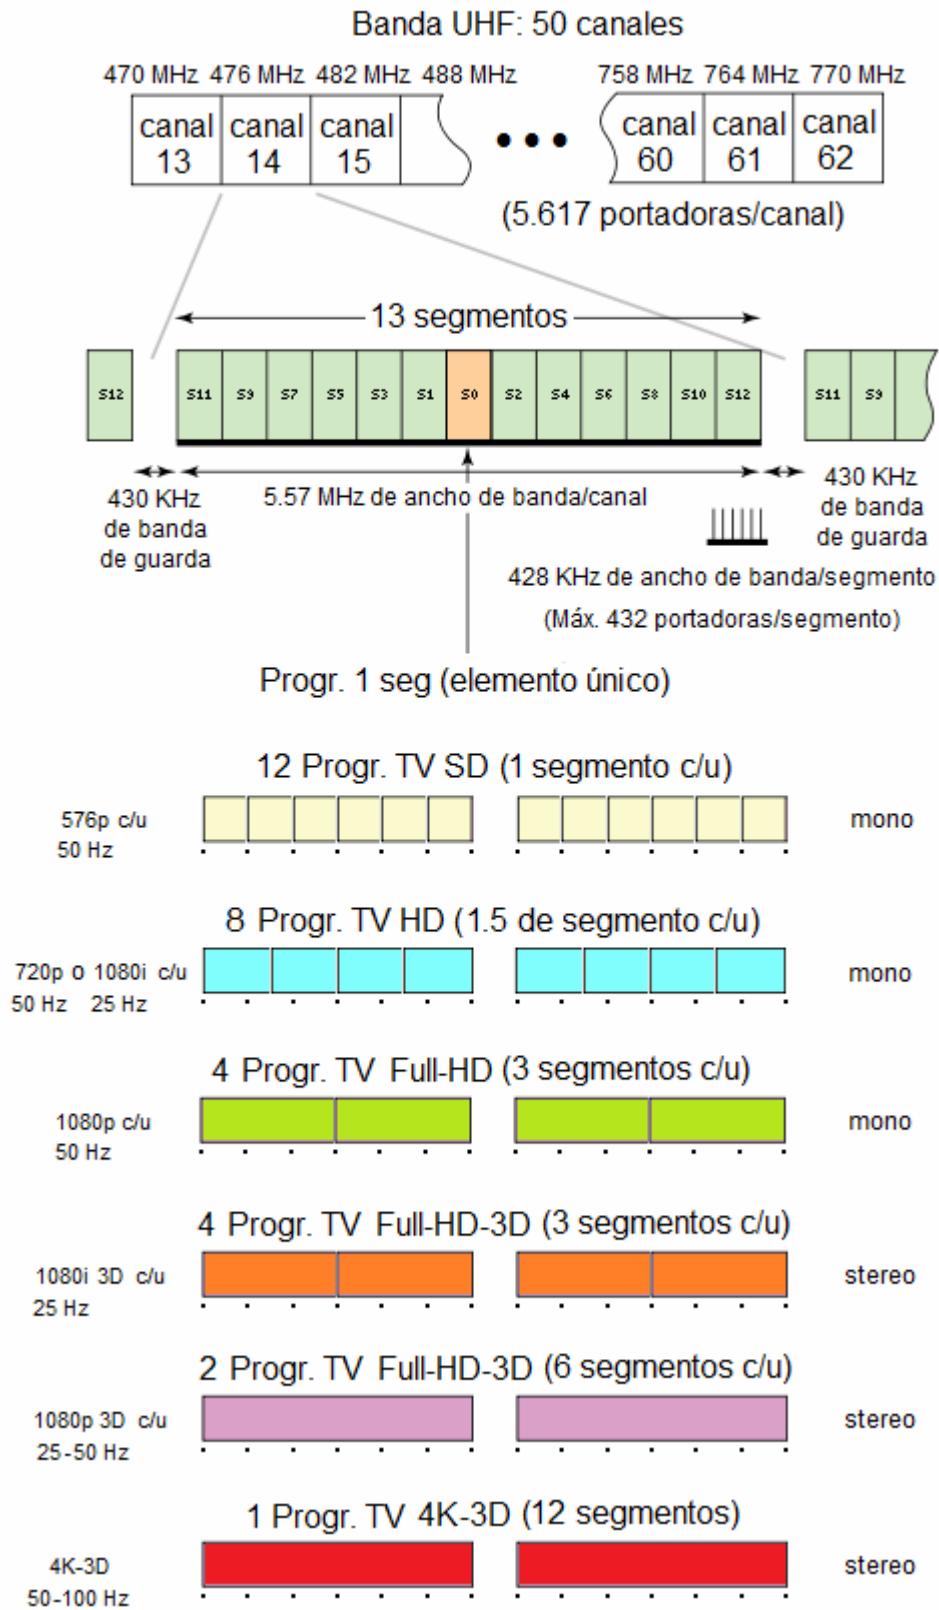 Banda UHF: 50 canales
470 MHz 476 MHz 482 MHz 488 MHz 758 MHz 764 MHz 770 MHz
canal canal canal canal canal canal
13 14 15 60 61 62
(5.617 portadoras/canal)
13 segmentos
S12 S11 S9 S7 S5 S3 S1 S0 S2 S4 S6 S8 S10 S12 S11 S9
430 KHz
de banda
de guarda
5.57 MHz de ancho de banda/canal
430 KHz
de banda
de guarda
428 KHz de ancho de banda/segmento
(Máx. 432 portadoras/segmento)
Progr. 1 seg (elemento único)
12 Progr. TV SD (1 segmento c/u)
576p c/u
50 Hz
mono
8 Progr. TV HD (1.5 de segmento c/u)
720p o 1080i c/u
50 Hz 25 Hz
mono
4 Progr. TV Full-HD (3 segmentos c/u)
1080p c/u
50 Hz
mono
4 Progr. TV Full-HD-3D (3 segmentos c/u)
1080i 3D c/u
25 Hz
stereo
2 Progr. TV Full-HD-3D (6 segmentos c/u)
1080p 3D c/u
25-50 Hz
stereo
1 Progr. TV 4K-3D (12 segmentos)
4K-3D
50-100 Hz
stereo